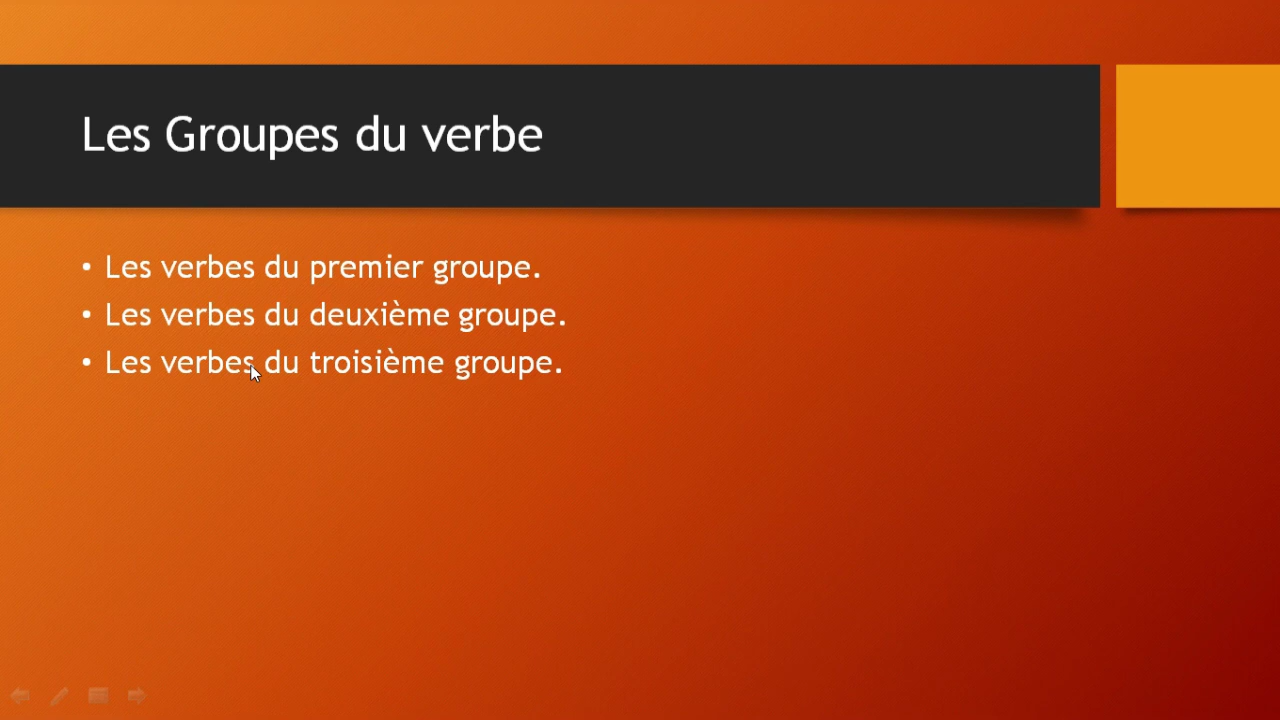 Les Groupes du verbe
• Les verbes du premier groupe.
• Les verbes du deuxième groupe.
• Les verbes du troisième groupe.